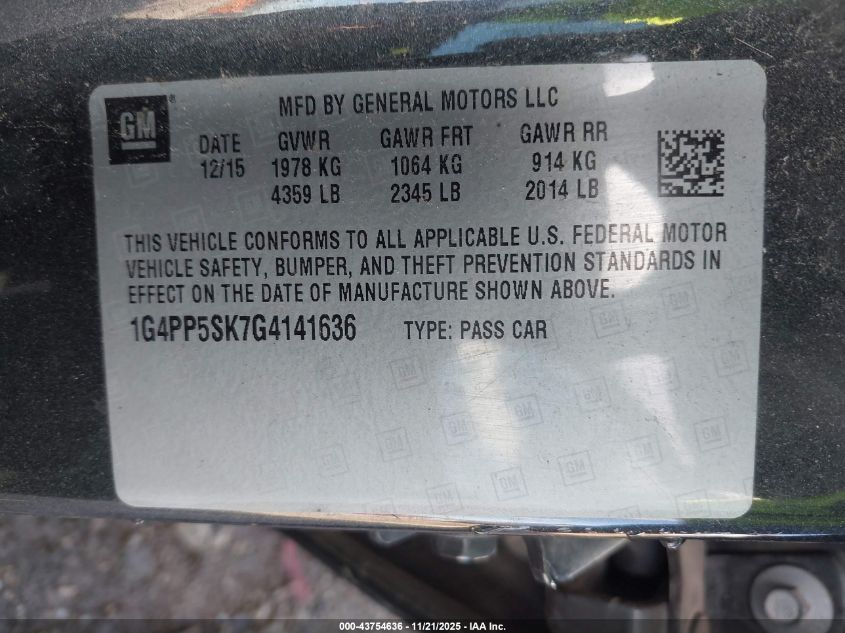 MFD BY GENERAL MOTORS LLC
GM ®
DATE GVWR GAWR FRT GAWR RR
12/15 1978 KG 1064 KG 914 KG
4359 LB 2345 LB 2014 LB
THIS VEHICLE CONFORMS TO ALL APPLICABLE U.S. FEDERAL MOTOR
VEHICLE SAFETY, BUMPER, AND THEFT PREVENTION STANDARDS IN
EFFECT ON THE DATE OF MANUFACTURE SHOWN ABOVE.
1G4PP5SK7G4141636 TYPE: PASS CAR
000-43754636 - 11/21/2025 - IAA Inc.